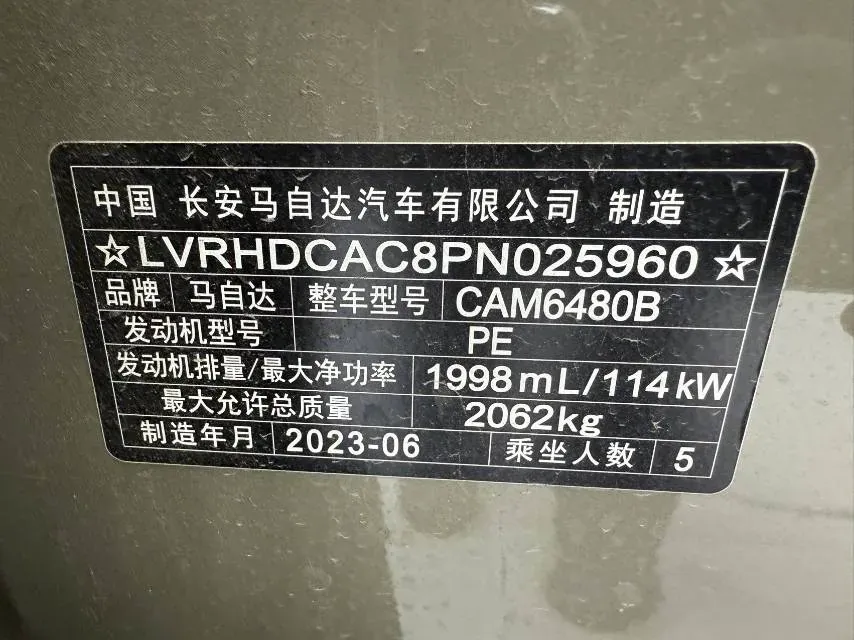 中国 长安马自达汽车有限公司 制造
☆LVRHDCAC8PN025960☆
品牌 马自达 整车型号 CAM6480B
发动机型号 PE
发动机排量/最大净功率 1998mL/114kW
最大允许总质量 2062kg
制造年月 2023-06 乘坐人数 5